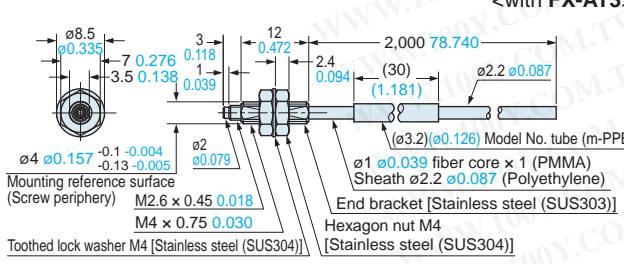 <with FX-AT3
ø8.5
ø0.335
7 0.276
3.5 0.138
3
0.118
1
0.039
12
0.472
2.4
0.094
2,000 78.740
(30)
(1.181)
ø2.2 ø0.087
(ø3.2)(ø0.126) Model No. tube (m-PPE
ø4 ø0.157 -0.1 -0.004
-0.13 -0.005
ø2
ø0.079
ø1 ø0.039 fiber core × 1 (PMMA)
Sheath ø2.2 ø0.087 (Polyethylene)
Mounting reference surface
(Screw periphery)
M2.6 × 0.45 0.018
M4 × 0.75 0.030
End bracket [Stainless steel (SUS303)]
Hexagon nut M4
[Stainless steel (SUS304)]
Toothed lock washer M4 [Stainless steel (SUS304)]